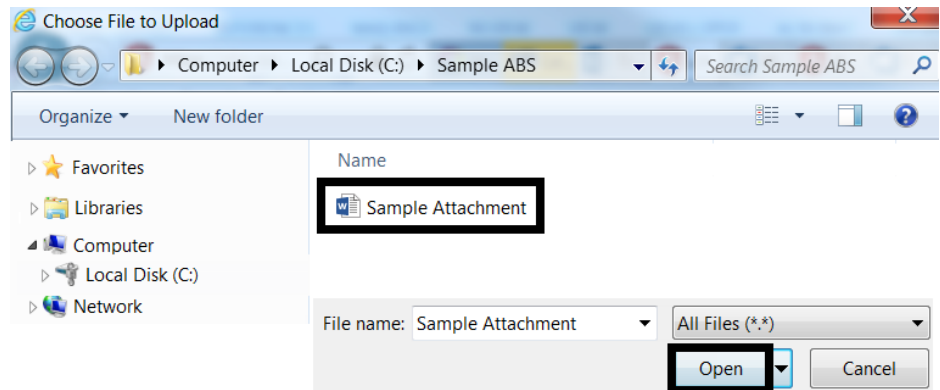 Choose File to Upload
X
Computer Local Disk (C:) Sample ABS
Search Sample ABS
Organize New folder
?
Name
Favorites
W Sample Attachment
Libraries
Computer
Local Disk (C:)
Network
File name: Sample Attachment
All Files (*.*)
Open Cancel